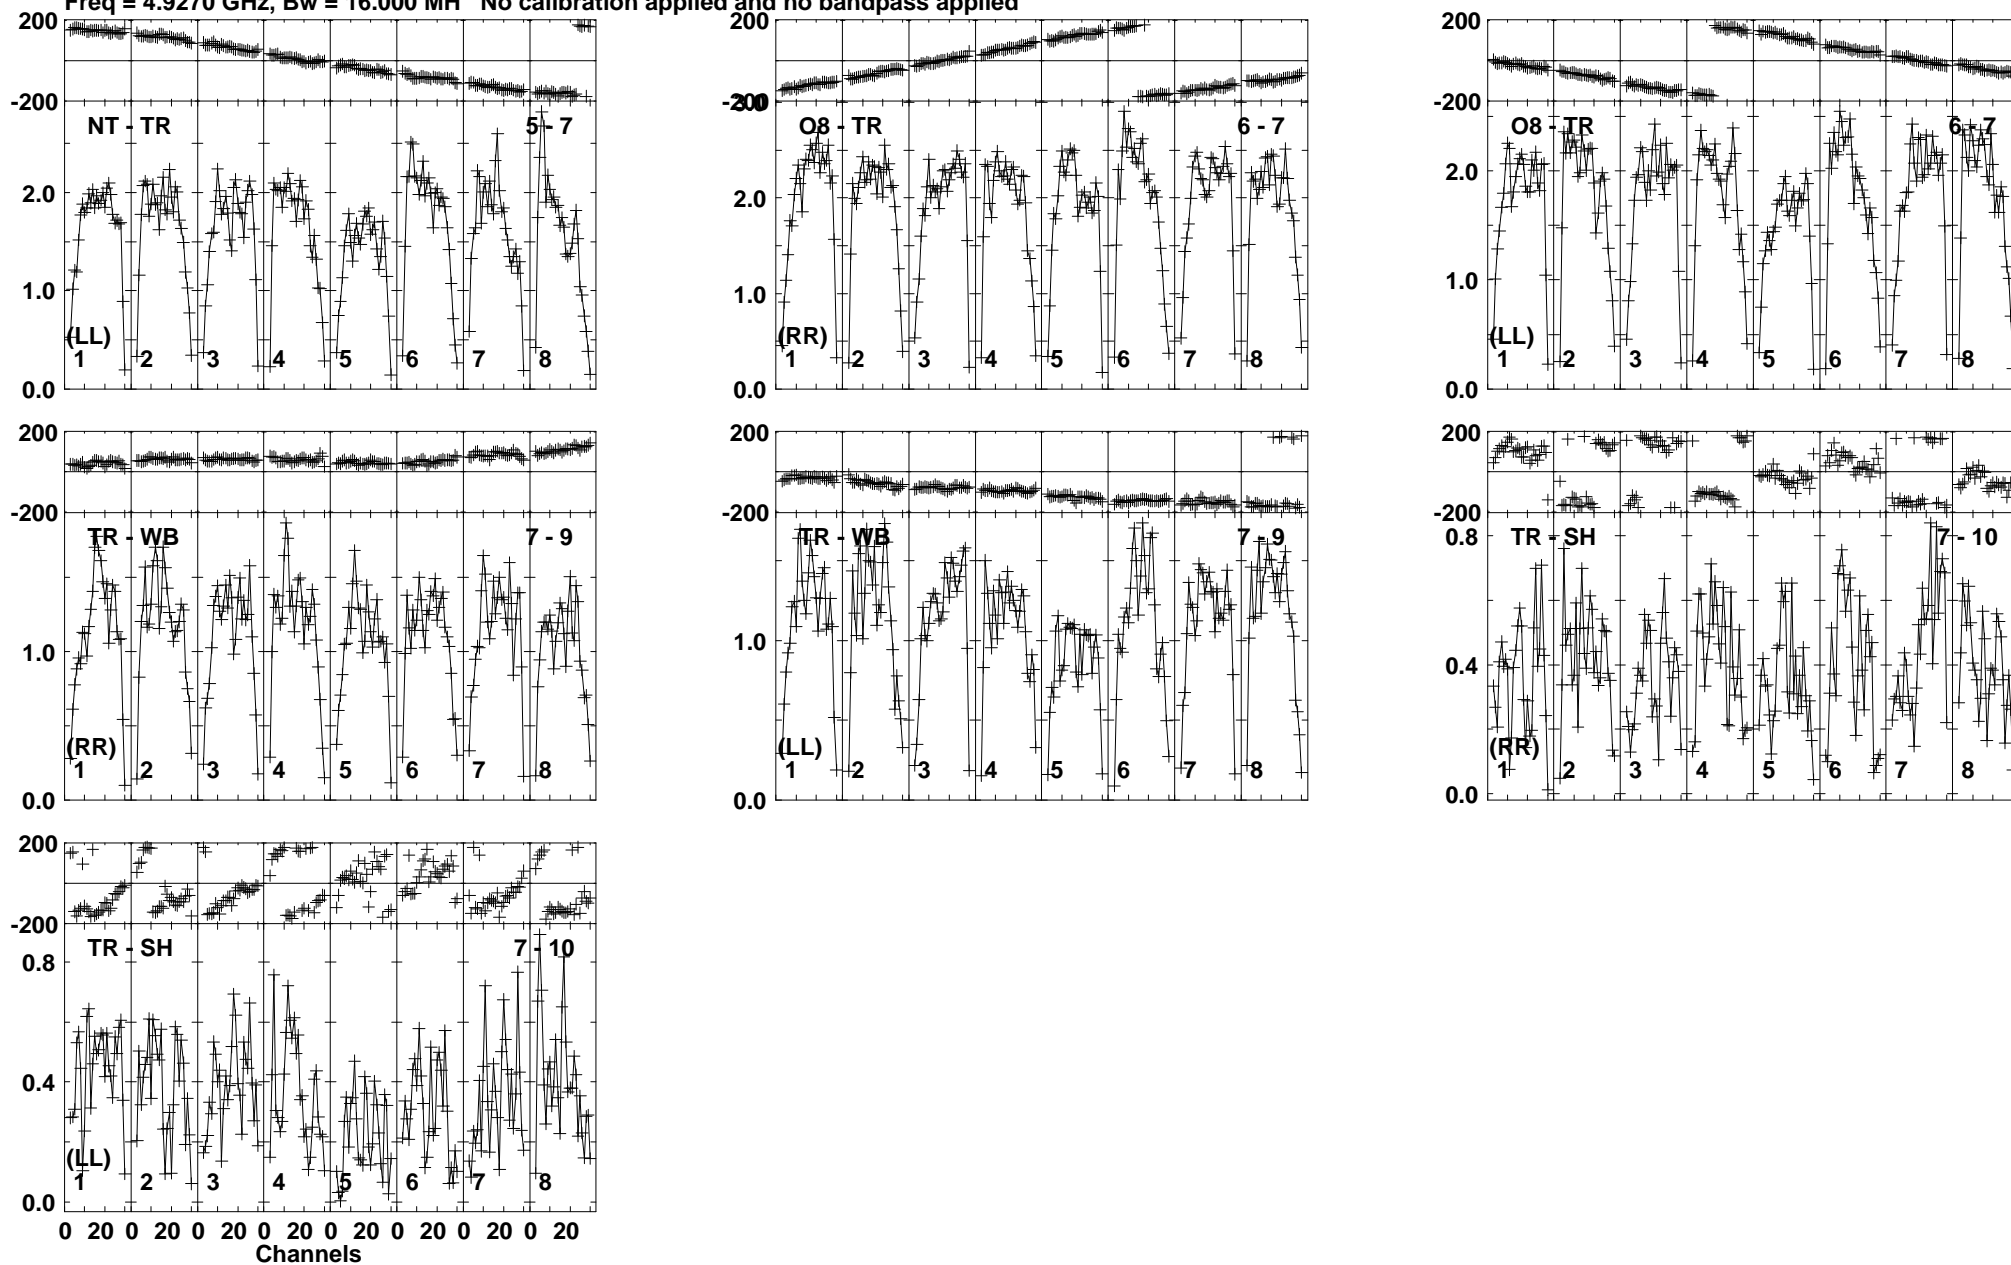 Freq = 4.9270 GHz, Bw = 16.000 MH No calibration applied and no bandpass applied
200
-200
NT - TR
5 - 7
2.0
1.0
0.0
(LL)
1 2 3 4 5 6 7 8
200
-200
3.0
O8 - TR
6 - 7
2.0
1.0
0.0
(RR)
1 2 3 4 5 6 7 8
200
-200
O8 - TR
6 - 7
2.0
1.0
0.0
(LL)
1 2 3 4 5 6 7 8
200
-200
TR - WB
7 - 9
1.0
0.0
(RR)
1 2 3 4 5 6 7 8
200
-200
TR - WB
7 - 9
1.0
0.0
(LL)
1 2 3 4 5 6 7 8
200
-200
0.8
TR - SH
7 - 10
0.4
0.0
(RR)
1 2 3 4 5 6 7 8
200
-200
TR - SH
7 - 10
0.8
0.4
0.0
(LL)
1 2 3 4 5 6 7 8
0 20 0 20 0 20 0 20 0 20 0 20 0 20 0 20
Channels